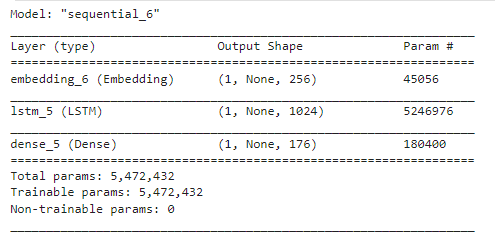 Model: "sequential_6"
_________________________________________________________________
Layer (type)                 Output Shape              Param #
=================================================================
embedding_6 (Embedding)      (1, None, 256)            45056
_________________________________________________________________
lstm_5 (LSTM)                (1, None, 1024)           5246976
_________________________________________________________________
dense_5 (Dense)              (1, None, 176)            180400
=================================================================
Total params: 5,472,432
Trainable params: 5,472,432
Non-trainable params: 0
_________________________________________________________________